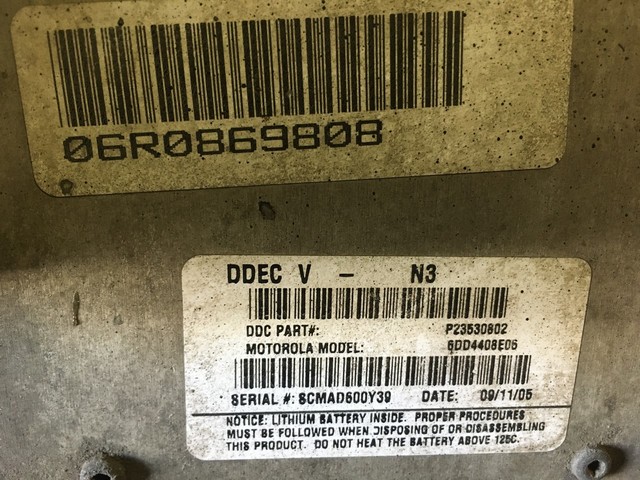 06R0869808
DDEC V - N3
DDC PART#: P23530802
MOTOROLA MODEL: 6DD4408E06
SERIAL #: SCMAD600Y39 DATE: 09/11/05
NOTICE: LITHIUM BATTERY INSIDE. PROPER PROCEDURES
MUST BE FOLLOWED WHEN DISPOSING OF OR DISASSEMBLING
THIS PRODUCT. DO NOT HEAT THE BATTERY ABOVE 125C.